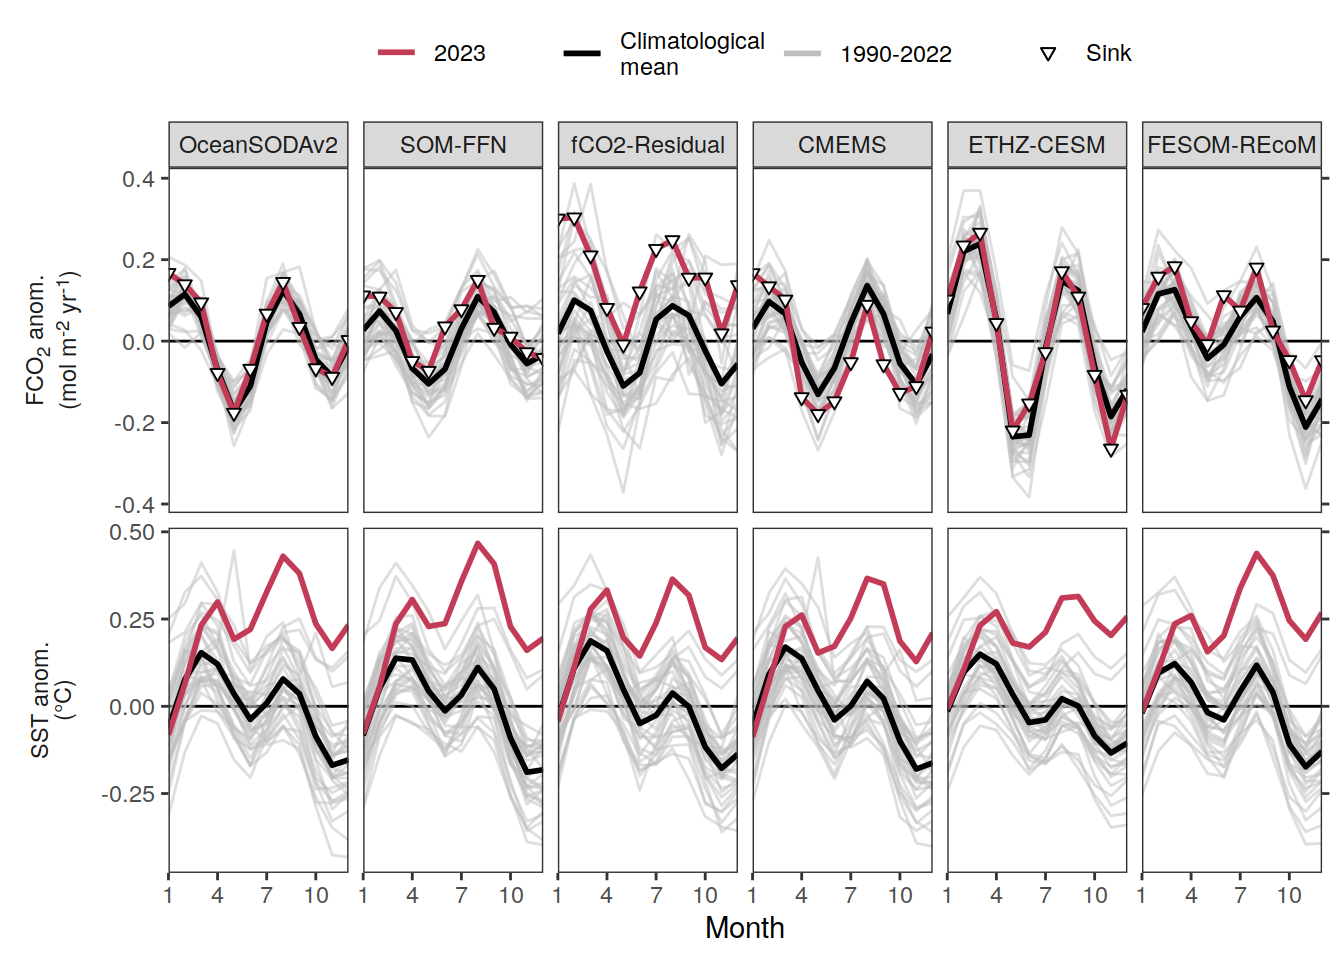 2023
Climatological
mean
1990-2022
Sink
OceanSODAv2
SOM-FFN
fCO2-Residual
CMEMS
ETHZ-CESM
FESOM-REcoM
FCO₂ anom.
(mol m⁻² yr⁻¹)
0.4
0.2
0.0
-0.2
-0.4
SST anom.
(°C)
0.50
0.25
0.00
-0.25
1 4 7 10 1 4 7 10 1 4 7 10 1 4 7 10 1 4 7 10 1 4 7 10
Month